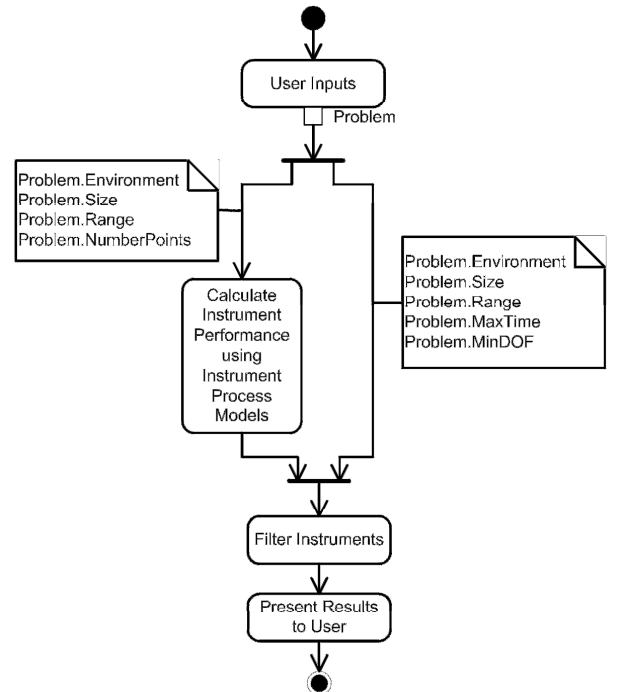 User Inputs
Problem
Problem.Environment
Problem.Size
Problem.Range
Problem.NumberPoints
Problem.Environment
Problem.Size
Problem.Range
Problem.MaxTime
Problem.MinDOF
Calculate
Instrument
Performance
using
Instrument
Process
Models
Filter Instruments
Present Results
to User